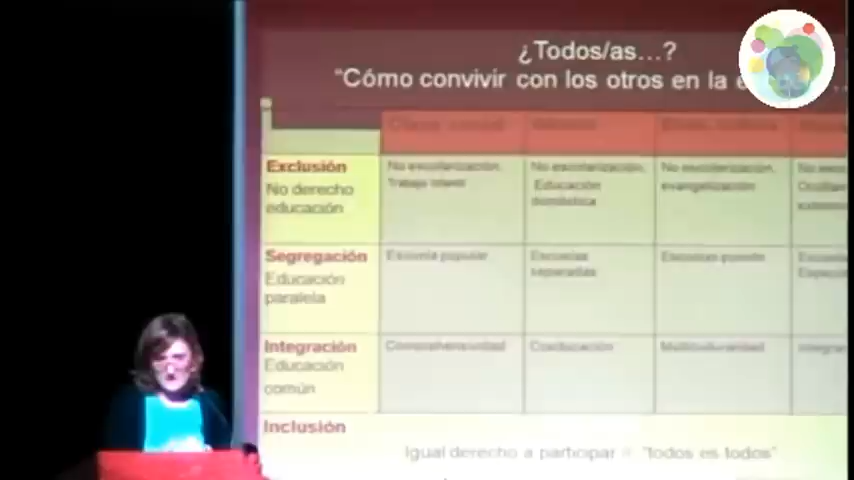 ¿Todos/as...?
“Cómo convivir con los otros en la
Exclusión
No derecho
educación
No escolarización.
Trabajo infantil
No escolarización.
Educación
doméstica
No escolarización.
evangelización
Segregación
Educación
paralela
Escuela popular
Escuelas
separadas
Escuelas puente
Integración
Educación
común
Comprehensividad
Coeducación
Multiculturalidad
Inclusión
Igual derecho a participar "todos es todos"